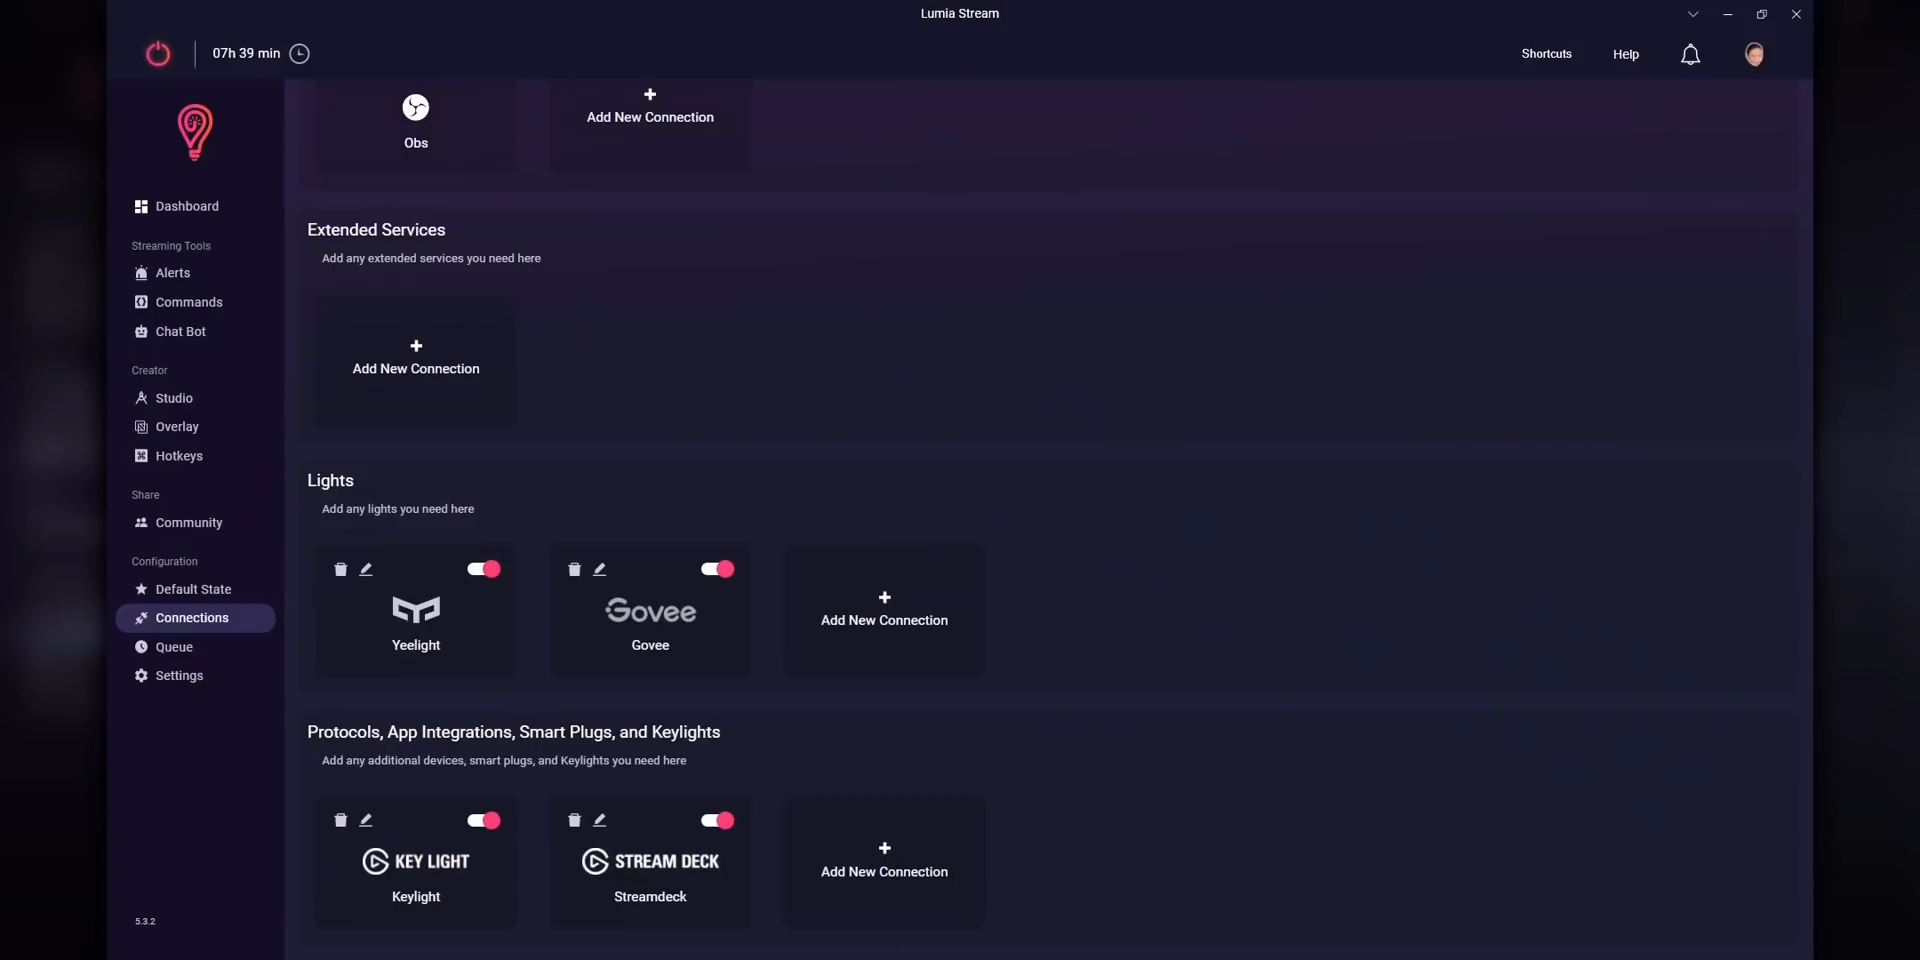 Lumia Stream
07h 39 min
Shortcuts
Help
Obs
Add New Connection
Dashboard
Streaming Tools
Alerts
Commands
Chat Bot
Creator
Studio
Overlay
Hotkeys
Share
Community
Configuration
Default State
Connections
Queue
Settings
5.3.2
Extended Services
Add any extended services you need here
Add New Connection
Lights
Add any lights you need here
Yeelight
Govee
Govee
Add New Connection
Protocols, App Integrations, Smart Plugs, and Keylights
Add any additional devices, smart plugs, and Keylights you need here
KEY LIGHT
Keylight
STREAM DECK
Streamdeck
Add New Connection